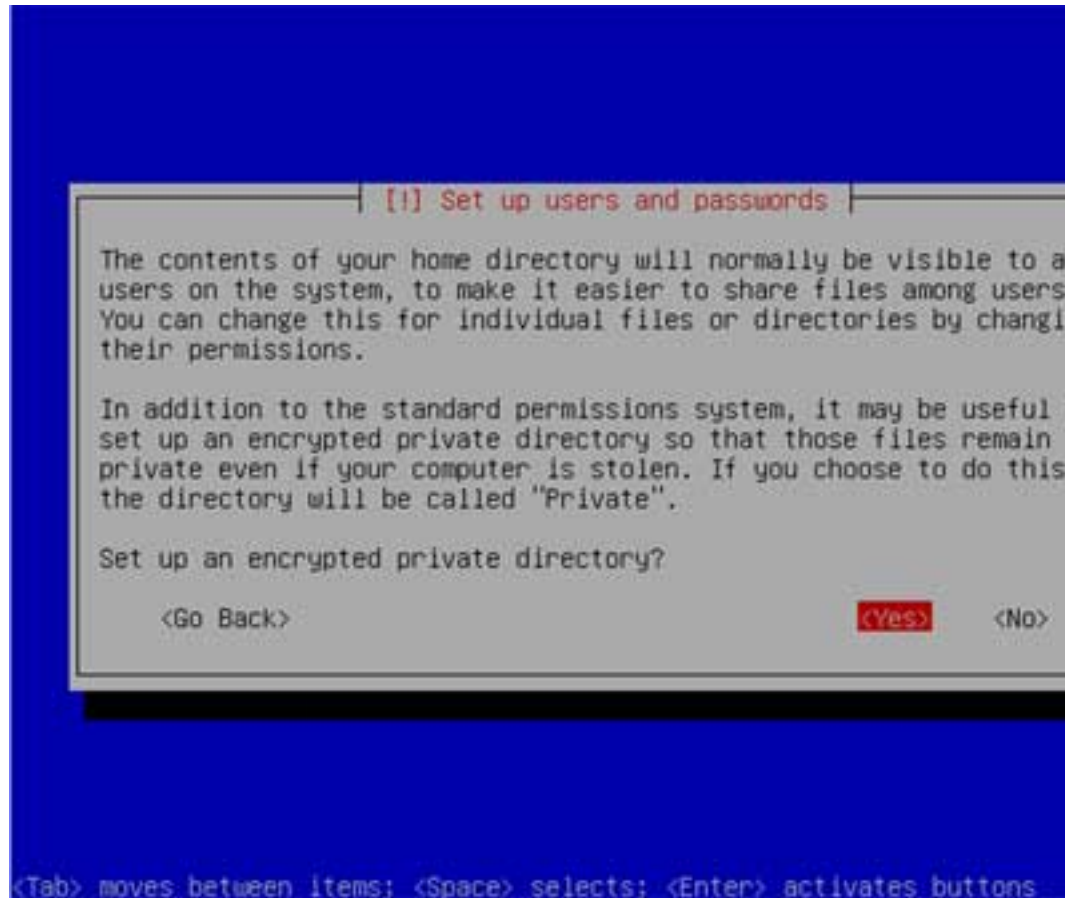 [!] Set up users and passwords
The contents of your home directory will normally be visible to a
users on the system, to make it easier to share files among users
You can change this for individual files or directories by changi
their permissions.
In addition to the standard permissions system, it may be useful
set up an encrypted private directory so that those files remain
private even if your computer is stolen. If you choose to do this
the directory will be called "Private".
Set up an encrypted private directory?
<Go Back> <Yes> <No>
<Tab> moves between items; <Space> selects; <Enter> activates buttons